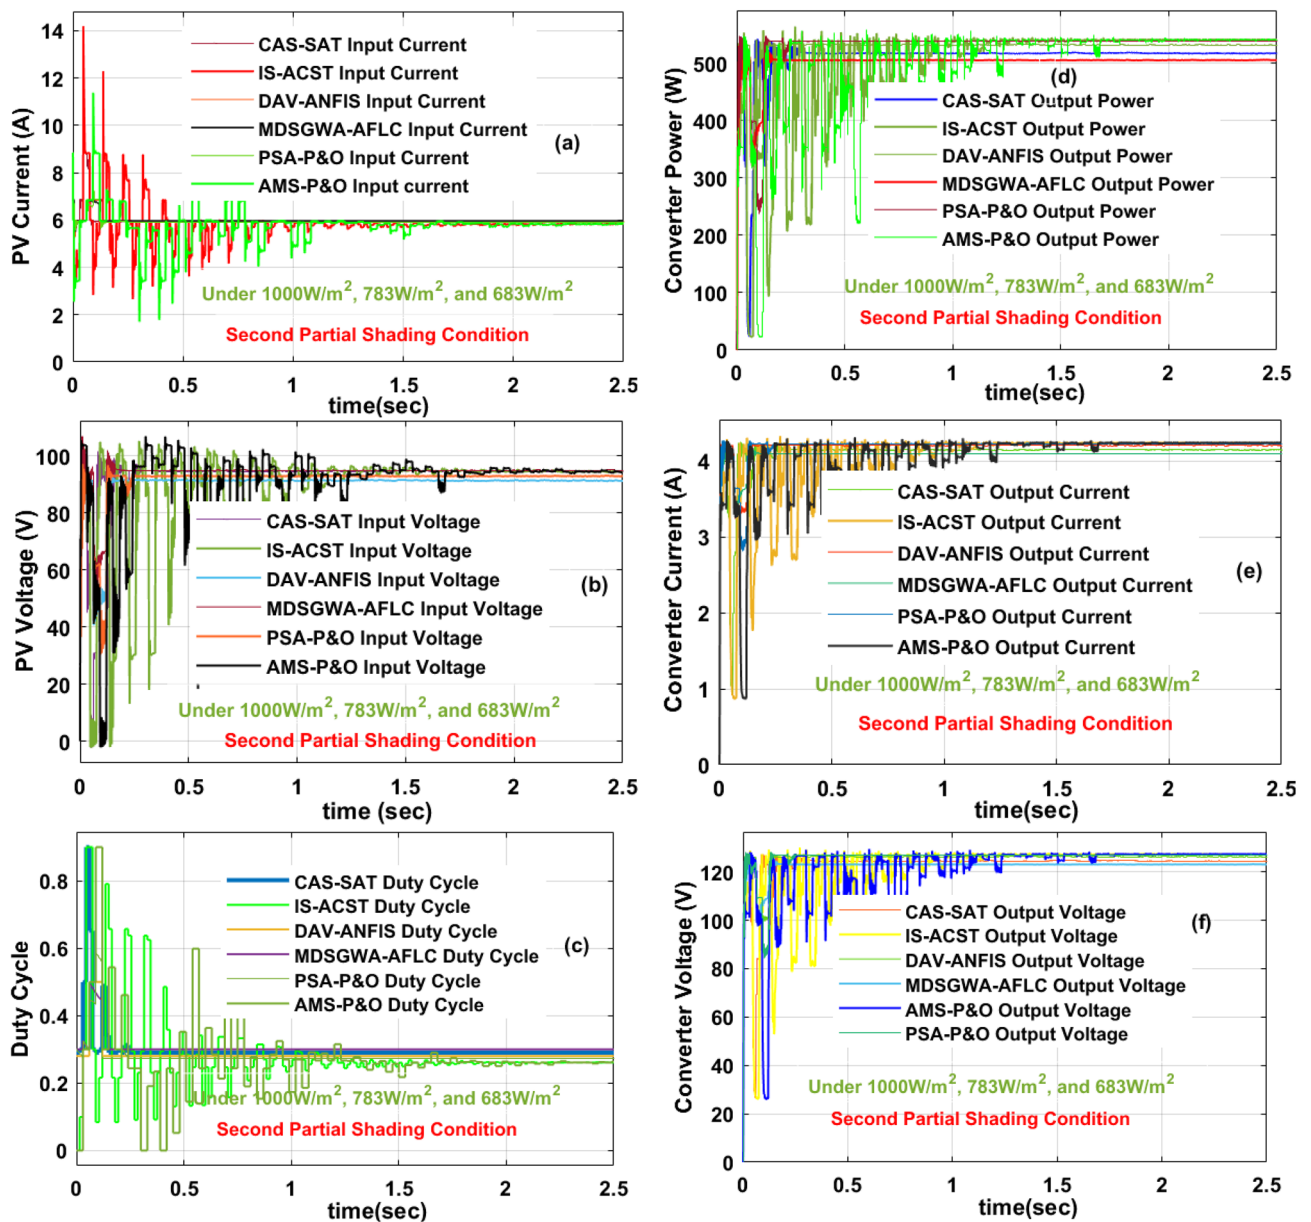 14
12
10
8
6
4
2
0
PV Current (A)
CAS-SAT Input Current
IS-ACST Input Current
DAV-ANFIS Input Current
MDSGWA-AFLC Input Current
PSA-P&O Input Current
AMS-P&O Input current
(a)
Under 1000W/m², 783W/m², and 683W/m²
Second Partial Shading Condition
0 0.5 1 1.5 2 2.5
time(sec)
500
400
300
200
100
0
Converter Power (W)
(d)
CAS-SAT Output Power
IS-ACST Output Power
DAV-ANFIS Output Power
MDSGWA-AFLC Output Power
PSA-P&O Output Power
AMS-P&O Output Power
Under 1000W/m², 783W/m², and 683W/m²
Second Partial Shading Condition
0 0.5 1 1.5 2 2.5
time(sec)
100
80
60
40
20
0
PV Voltage (V)
CAS-SAT Input Voltage
IS-ACST Input Voltage
DAV-ANFIS Input Voltage
MDSGWA-AFLC Input Voltage
PSA-P&O Input Voltage
AMS-P&O Input Voltage
(b)
Under 1000W/m², 783W/m², and 683W/m²
Second Partial Shading Condition
0 0.5 1 1.5 2 2.5
time (sec)
4
3
2
1
0
Converter Current (A)
CAS-SAT Output Current
IS-ACST Output Current
DAV-ANFIS Output Current
MDSGWA-AFLC Output Current
PSA-P&O Output Current
AMS-P&O Output Current
(e)
Under 1000W/m², 783W/m², and 683W/m²
Second Partial Shading Condition
0 0.5 1 1.5 2 2.5
time(sec)
0.8
0.6
0.4
0.2
0
Duty Cycle
CAS-SAT Duty Cycle
IS-ACST Duty Cycle
DAV-ANFIS Duty Cycle
MDSGWA-AFLC Duty Cycle
PSA-P&O Duty Cycle
AMS-P&O Duty Cycle
(c)
Under 1000W/m², 783W/m², and 683W/m²
Second Partial Shading Condition
0 0.5 1 1.5 2 2.5
time(sec)
120
100
80
60
40
20
0
Converter Voltage (V)
CAS-SAT Output Voltage
IS-ACST Output Voltage
DAV-ANFIS Output Voltage
MDSGWA-AFLC Output Voltage
AMS-P&O Output Voltage
PSA-P&O Output Voltage
(f)
Under 1000W/m², 783W/m², and 683W/m²
Second Partial Shading Condition
0 0.5 1 1.5 2 2.5
time(sec)